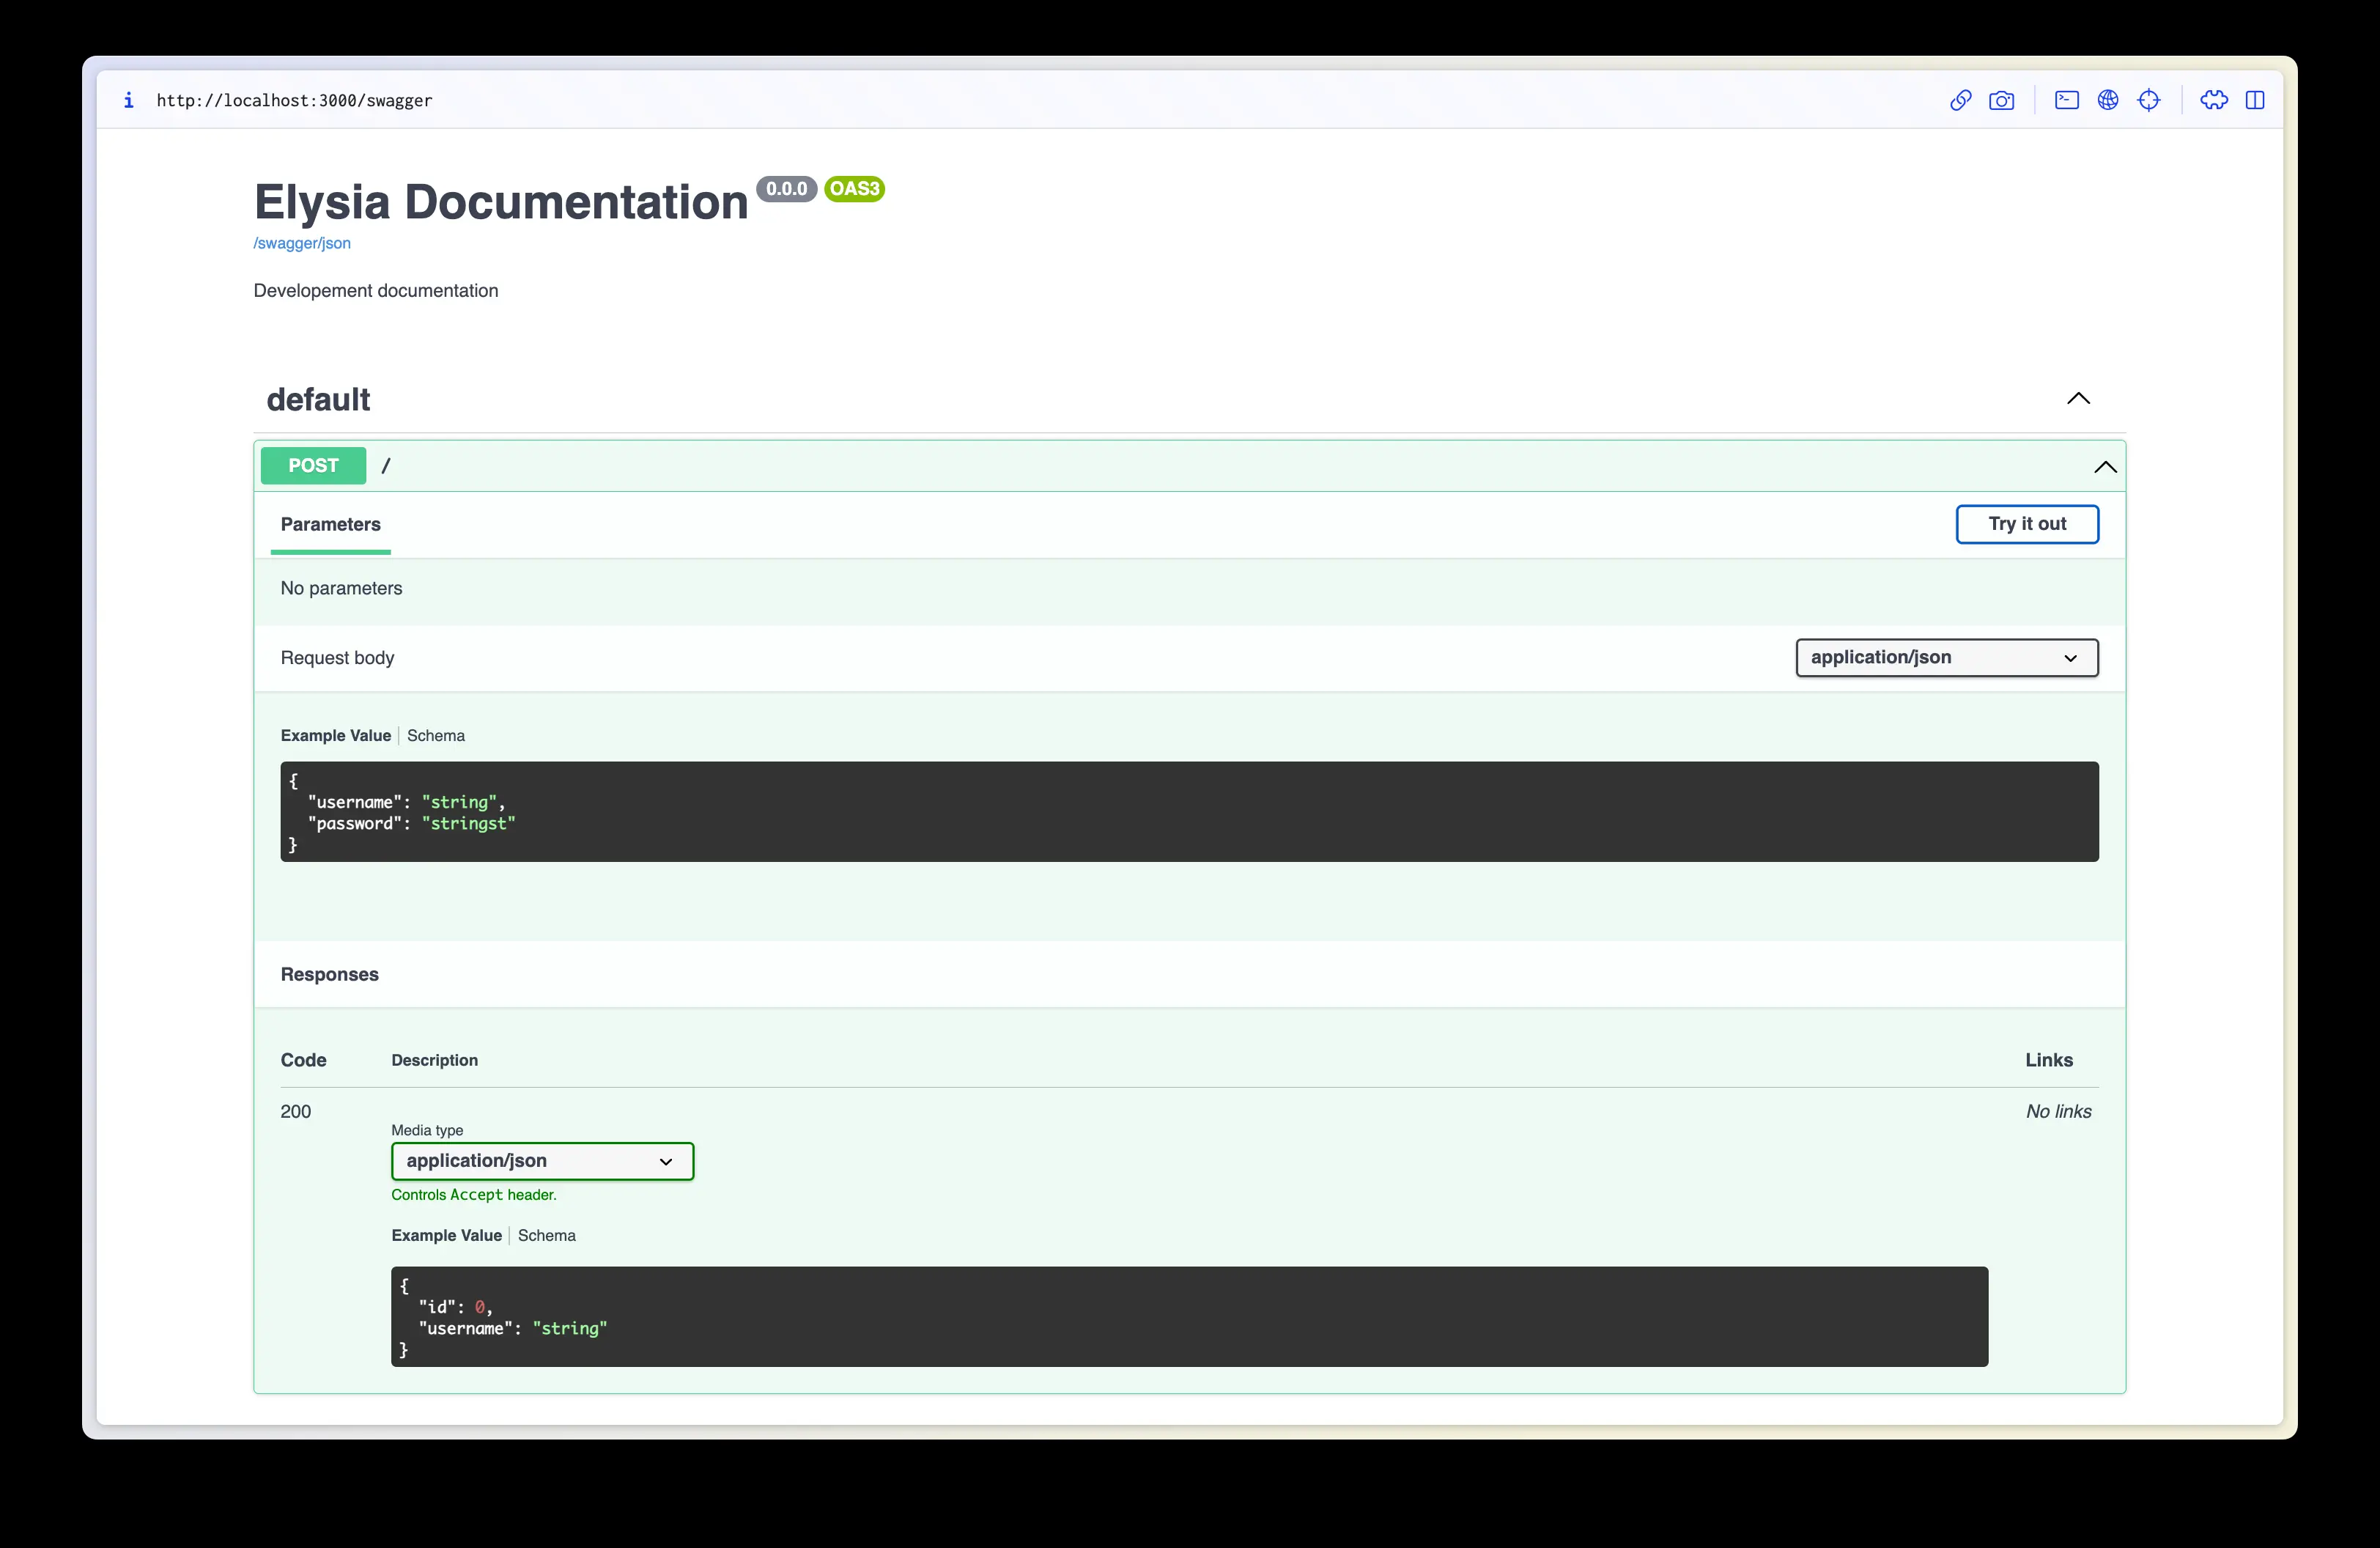 i http://localhost:3000/swagger
Elysia Documentation 0.0.0 OAS3
/swagger/json
Developement documentation
default
POST /
Parameters Try it out
No parameters
Request body application/json
Example Value Schema
{
"username": "string",
"password": "stringst"
}
Responses
Code Description Links
200 No links
Media type
application/json
Controls Accept header.
Example Value Schema
{
"id": 0,
"username": "string"
}